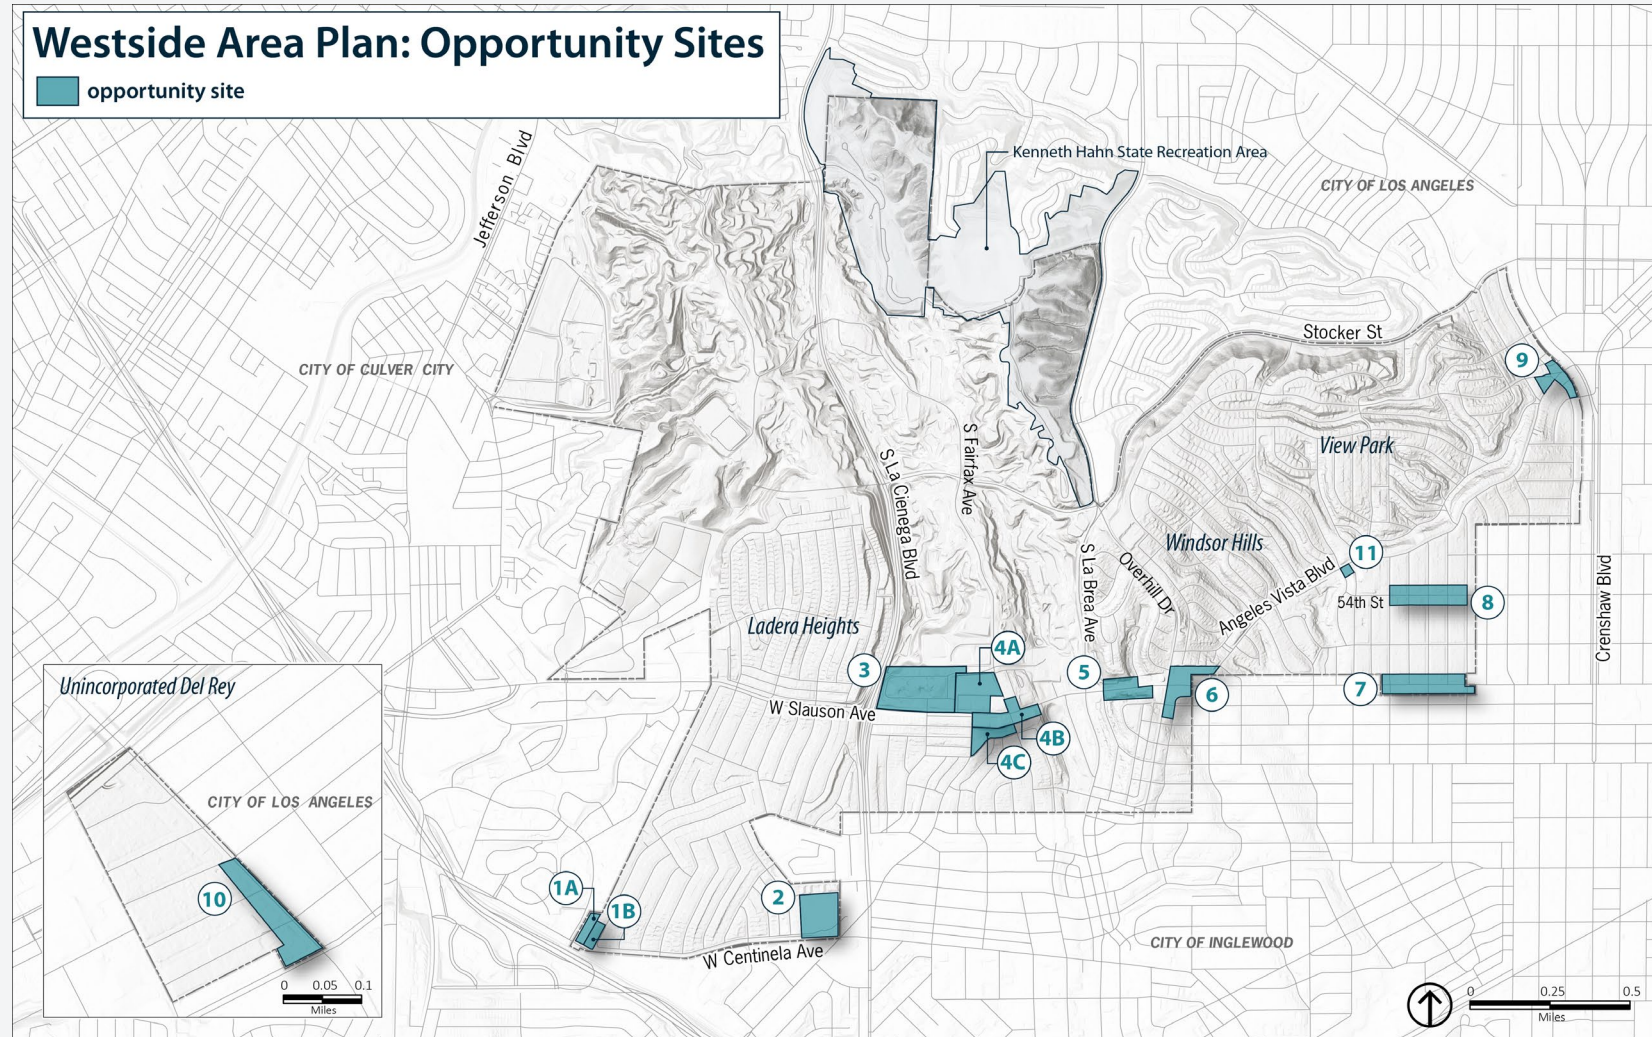 Westside Area Plan: Opportunity Sites
opportunity site
Jefferson Blvd
Kenneth Hahn State Recreation Area
CITY OF LOS ANGELES
Stocker St
9
CITY OF CULVER CITY
View Park
S La Cienega Blvd
S Fairfax Ave
S La Brea Ave
Overhill Dr
Windsor Hills
Angeles Vista Blvd
11
54th St
8
Crenshaw Blvd
Ladera Heights
3
4A
5
6
7
W Slauson Ave
4B
4C
Unincorporated Del Rey
CITY OF LOS ANGELES
10
0 0.05 0.1
Miles
1A
1B
2
W Centinela Ave
CITY OF INGLEWOOD
0 0.25 0.5
Miles